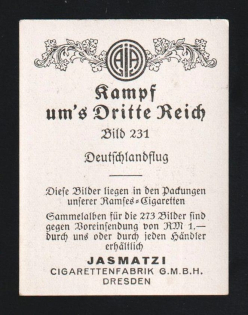 Kampf
um's Dritte Reich
Bild 231
Deutschlandflug
Diese Bilder liegen in den Packungen
unserer Ramses-Cigaretten
Sammelalben für die 273 Bilder sind
gegen Voreinsendung von RM 1.—
durch uns oder durch jeden Händler
erhältlich
JASMATZI
CIGARETTENFABRIK G.M.B.H.
DRESDEN